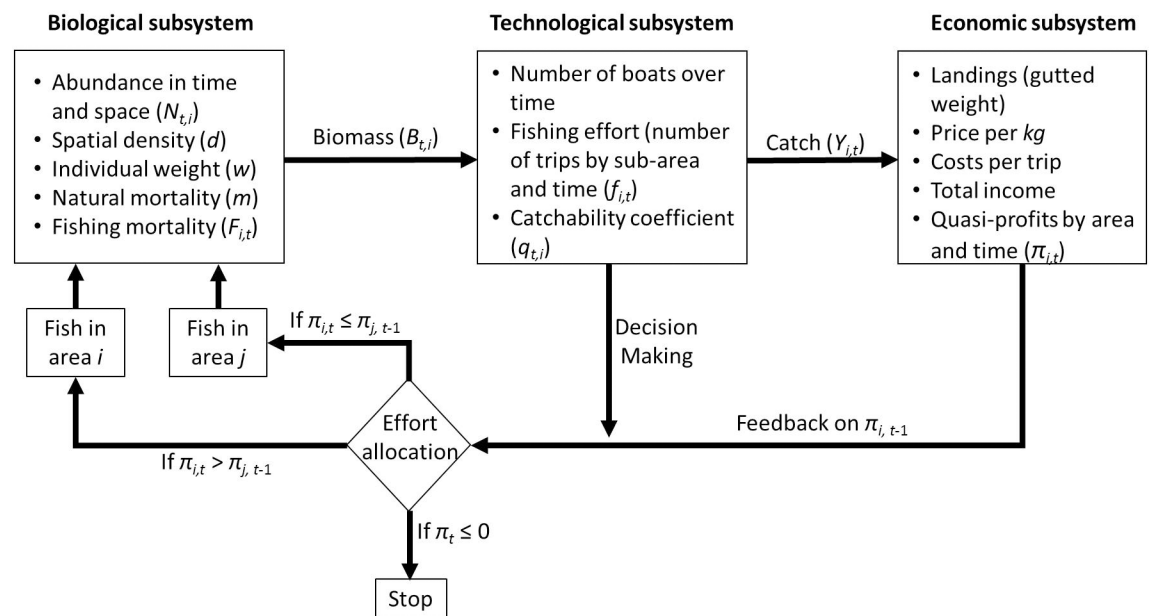 Biological subsystem
• Abundance in time
and space (N_{t,i})
• Spatial density (d)
• Individual weight (w)
• Natural mortality (m)
• Fishing mortality (F_{i,t})
Biomass (B_{t,i})
Technological subsystem
• Number of boats over
time
• Fishing effort (number
of trips by sub-area
and time (f_{i,t})
• Catchability coefficient
(q_{t,i})
Catch (Y_{i,t})
Economic subsystem
• Landings (gutted
weight)
• Price per kg
• Costs per trip
• Total income
• Quasi-profits by area
and time (π_{i,t})
Fish in
area i
Fish in
area j
If π_{i,t} ≤ π_{j, t-1}
Decision
Making
Effort
allocation
Feedback on π_{i, t-1}
If π_{i,t} > π_{j, t-1}
If π_t ≤ 0
Stop